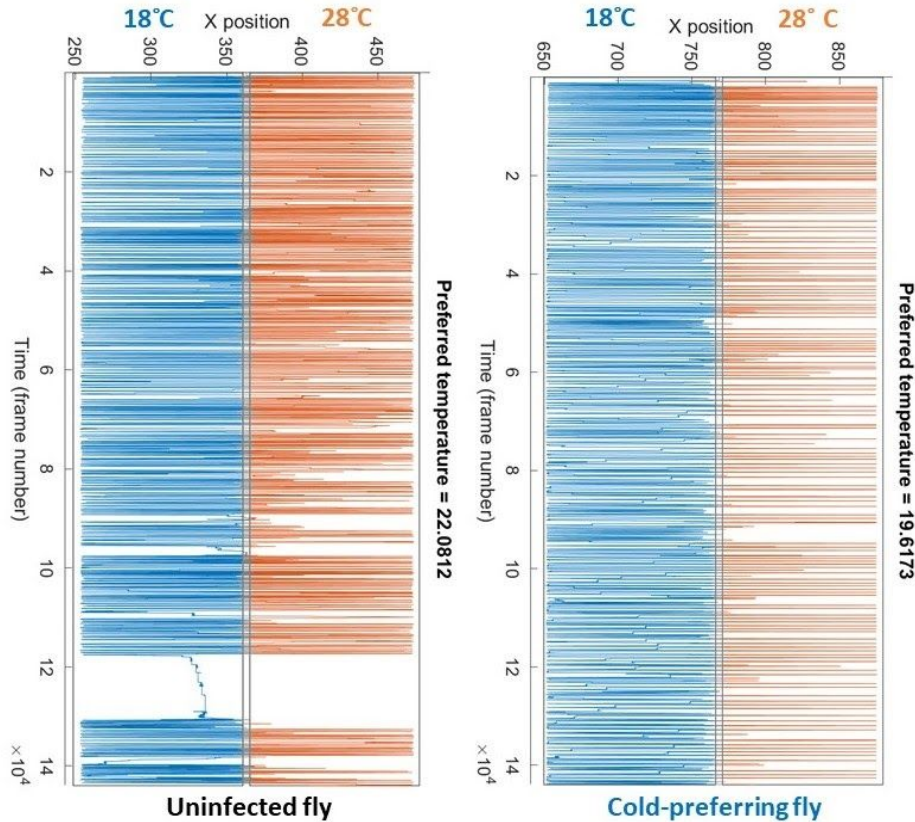 18°C X position 28°C
250 300 350 400 450
2
4
6
8
10
12
14
×10⁴
Time (frame number)
Preferred temperature = 22.0812
Uninfected fly
18°C X position 28° C
650 700 750 800 850
2
4
6
8
10
12
14
×10⁴
Time (frame number)
Preferred temperature = 19.6173
Cold-preferring fly